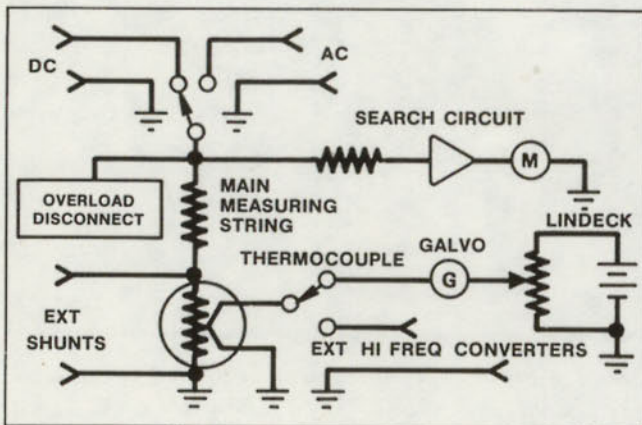 DC
AC
SEARCH CIRCUIT
M
OVERLOAD
DISCONNECT
MAIN
MEASURING
STRING
LINDECK
GALVO
THERMOCOUPLE
G
EXT
SHUNTS
EXT HI FREQ CONVERTERS